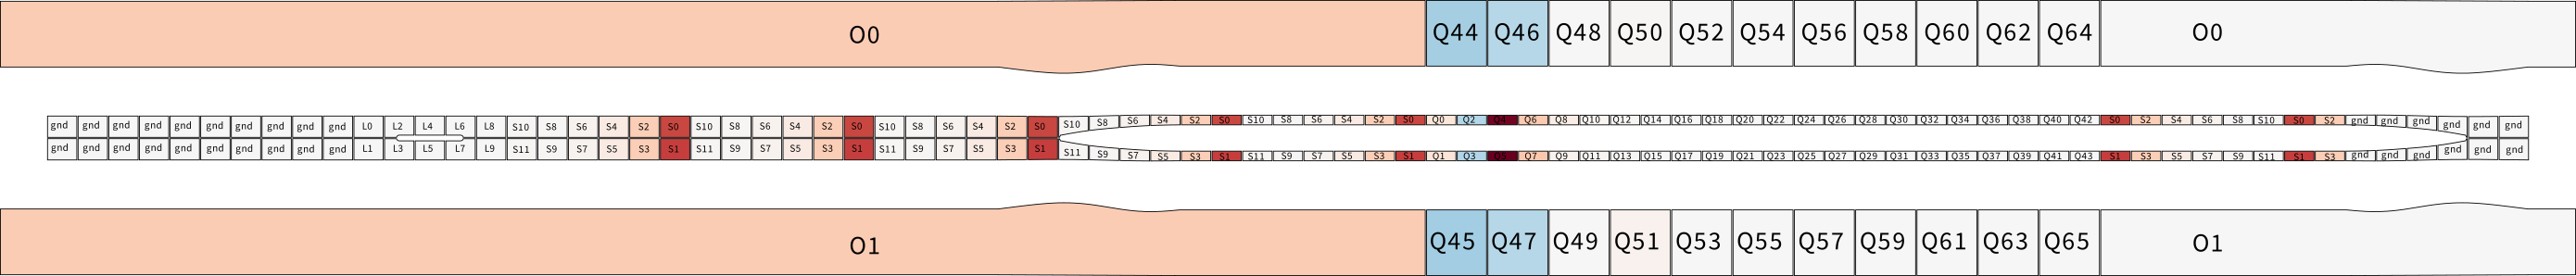 O0 Q44 Q46 Q48 Q50 Q52 Q54 Q56 Q58 Q60 Q62 Q64 O0
gnd gnd gnd gnd gnd gnd gnd gnd gnd gnd L0 L2 L4 L6 L8 S10 S8 S6 S4 S2 S0 S10 S8 S6 S4 S2 S0 S10 S8 S6 S4 S2 S0 S10 S8 S6 S4 S2 S0 S10 S8 S6 S4 S2 S0 Q0 Q2 Q4 Q6 Q8 Q10 Q12 Q14 Q16 Q18 Q20 Q22 Q24 Q26 Q28 Q30 Q32 Q34 Q36 Q38 Q40 Q42 S0 S2 S4 S6 S8 S10 S0 S2 gnd gnd gnd gnd gnd gnd
gnd gnd gnd gnd gnd gnd gnd gnd gnd gnd L1 L3 L5 L7 L9 S11 S9 S7 S5 S3 S1 S11 S9 S7 S5 S3 S1 S11 S9 S7 S5 S3 S1 S11 S9 S7 S5 S3 S1 S11 S9 S7 S5 S3 S1 Q1 Q3 Q5 Q7 Q9 Q11 Q13 Q15 Q17 Q19 Q21 Q23 Q25 Q27 Q29 Q31 Q33 Q35 Q37 Q39 Q41 Q43 S1 S3 S5 S7 S9 S11 S1 S3 gnd gnd gnd gnd gnd gnd
O1 Q45 Q47 Q49 Q51 Q53 Q55 Q57 Q59 Q61 Q63 Q65 O1